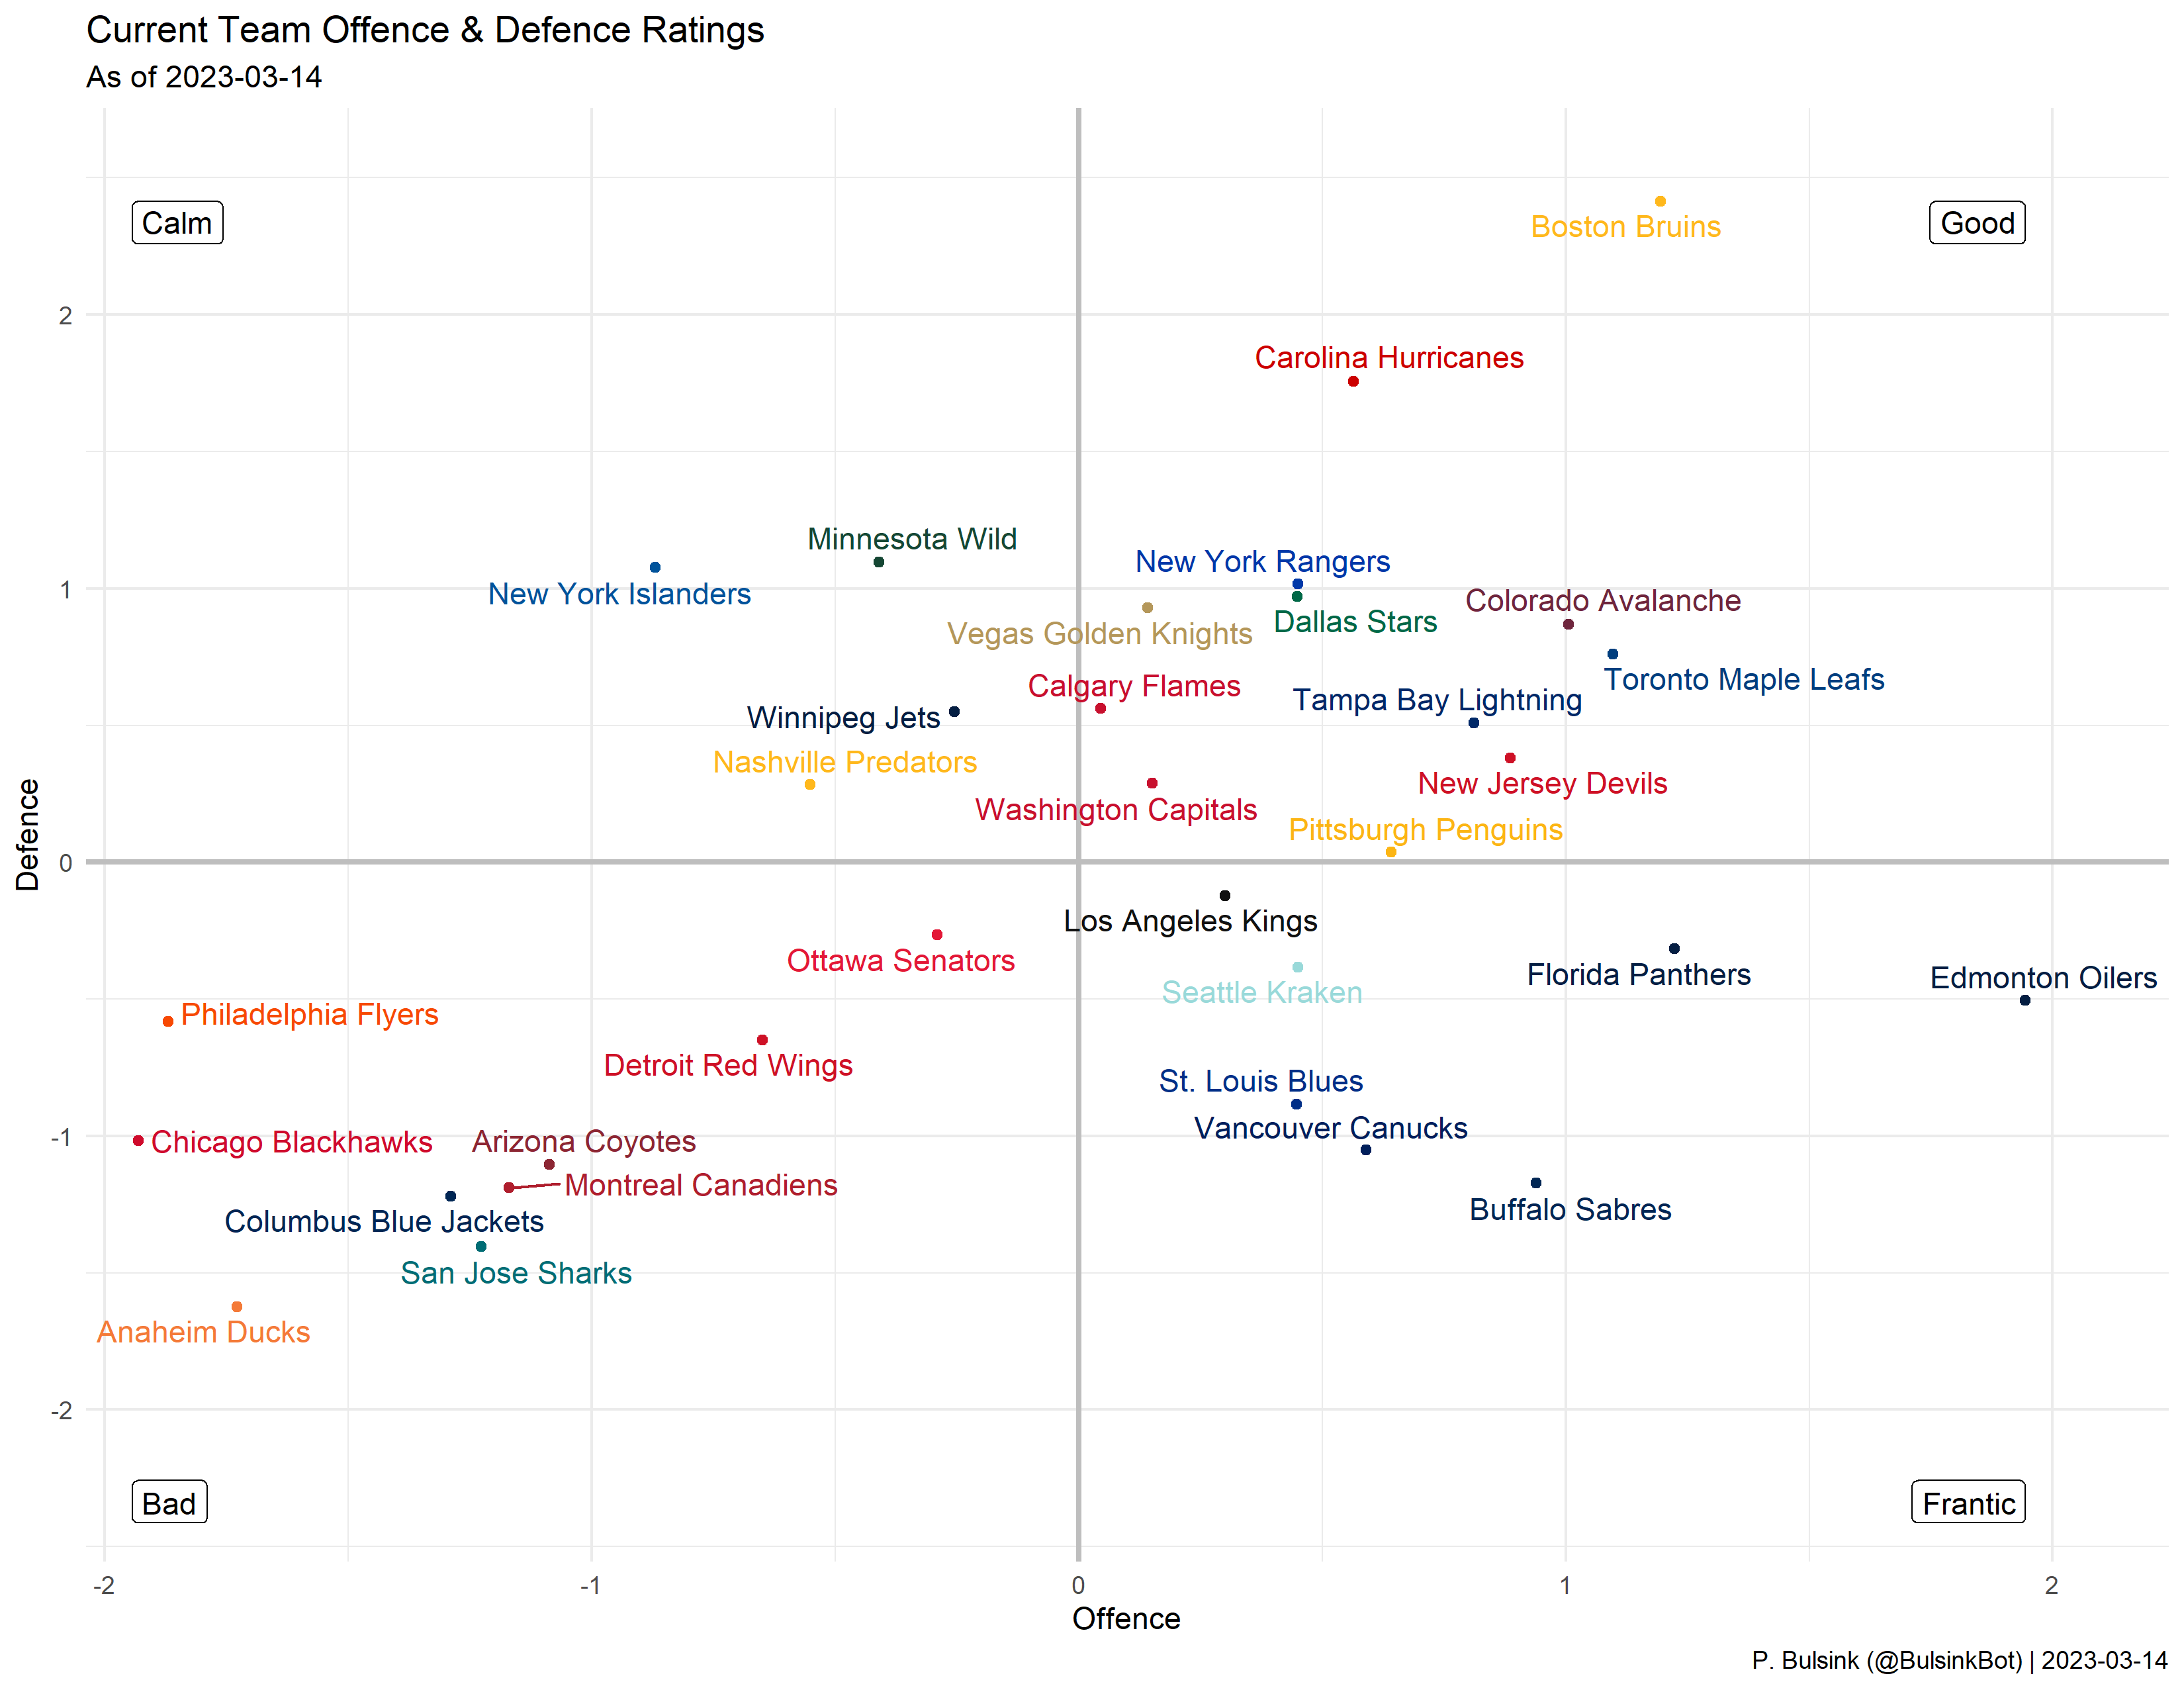 Current Team Offence & Defence Ratings
As of 2023-03-14
Calm
Good
Boston Bruins
2
Carolina Hurricanes
Minnesota Wild
New York Rangers
1
New York Islanders
Colorado Avalanche
Dallas Stars
Vegas Golden Knights
Toronto Maple Leafs
Calgary Flames
Tampa Bay Lightning
Winnipeg Jets
Nashville Predators
New Jersey Devils
Washington Capitals
Pittsburgh Penguins
Defence
0
Los Angeles Kings
Ottawa Senators
Florida Panthers
Edmonton Oilers
Seattle Kraken
Philadelphia Flyers
Detroit Red Wings
St. Louis Blues
Vancouver Canucks
-1
Chicago Blackhawks
Arizona Coyotes
Montreal Canadiens
Buffalo Sabres
Columbus Blue Jackets
San Jose Sharks
Anaheim Ducks
-2
Bad
Frantic
-2
-1
0
1
2
Offence
P. Bulsink (@BulsinkBot) | 2023-03-14